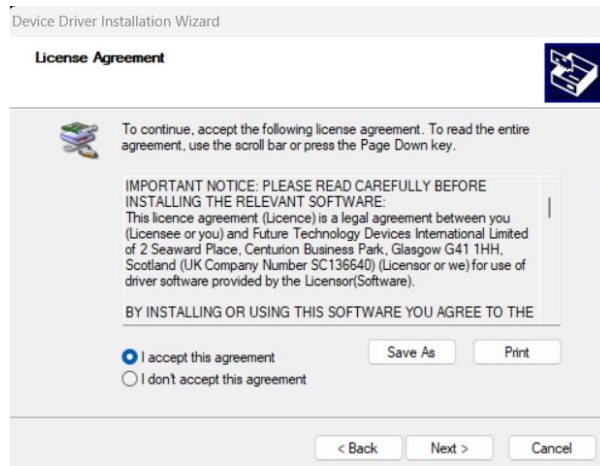 Device Driver Installation Wizard
License Agreement
To continue, accept the following license agreement. To read the entire
agreement, use the scroll bar or press the Page Down key.
IMPORTANT NOTICE: PLEASE READ CAREFULLY BEFORE
INSTALLING THE RELEVANT SOFTWARE:
This licence agreement (Licence) is a legal agreement between you
(Licensee or you) and Future Technology Devices International Limited
of 2 Seaward Place, Centurion Business Park, Glasgow G41 1HH,
Scotland (UK Company Number SC136640) (Licensor or we) for use of
driver software provided by the Licensor(Software).
BY INSTALLING OR USING THIS SOFTWARE YOU AGREE TO THE
I accept this agreement
Save As
Print
I don't accept this agreement
< Back
Next >
Cancel